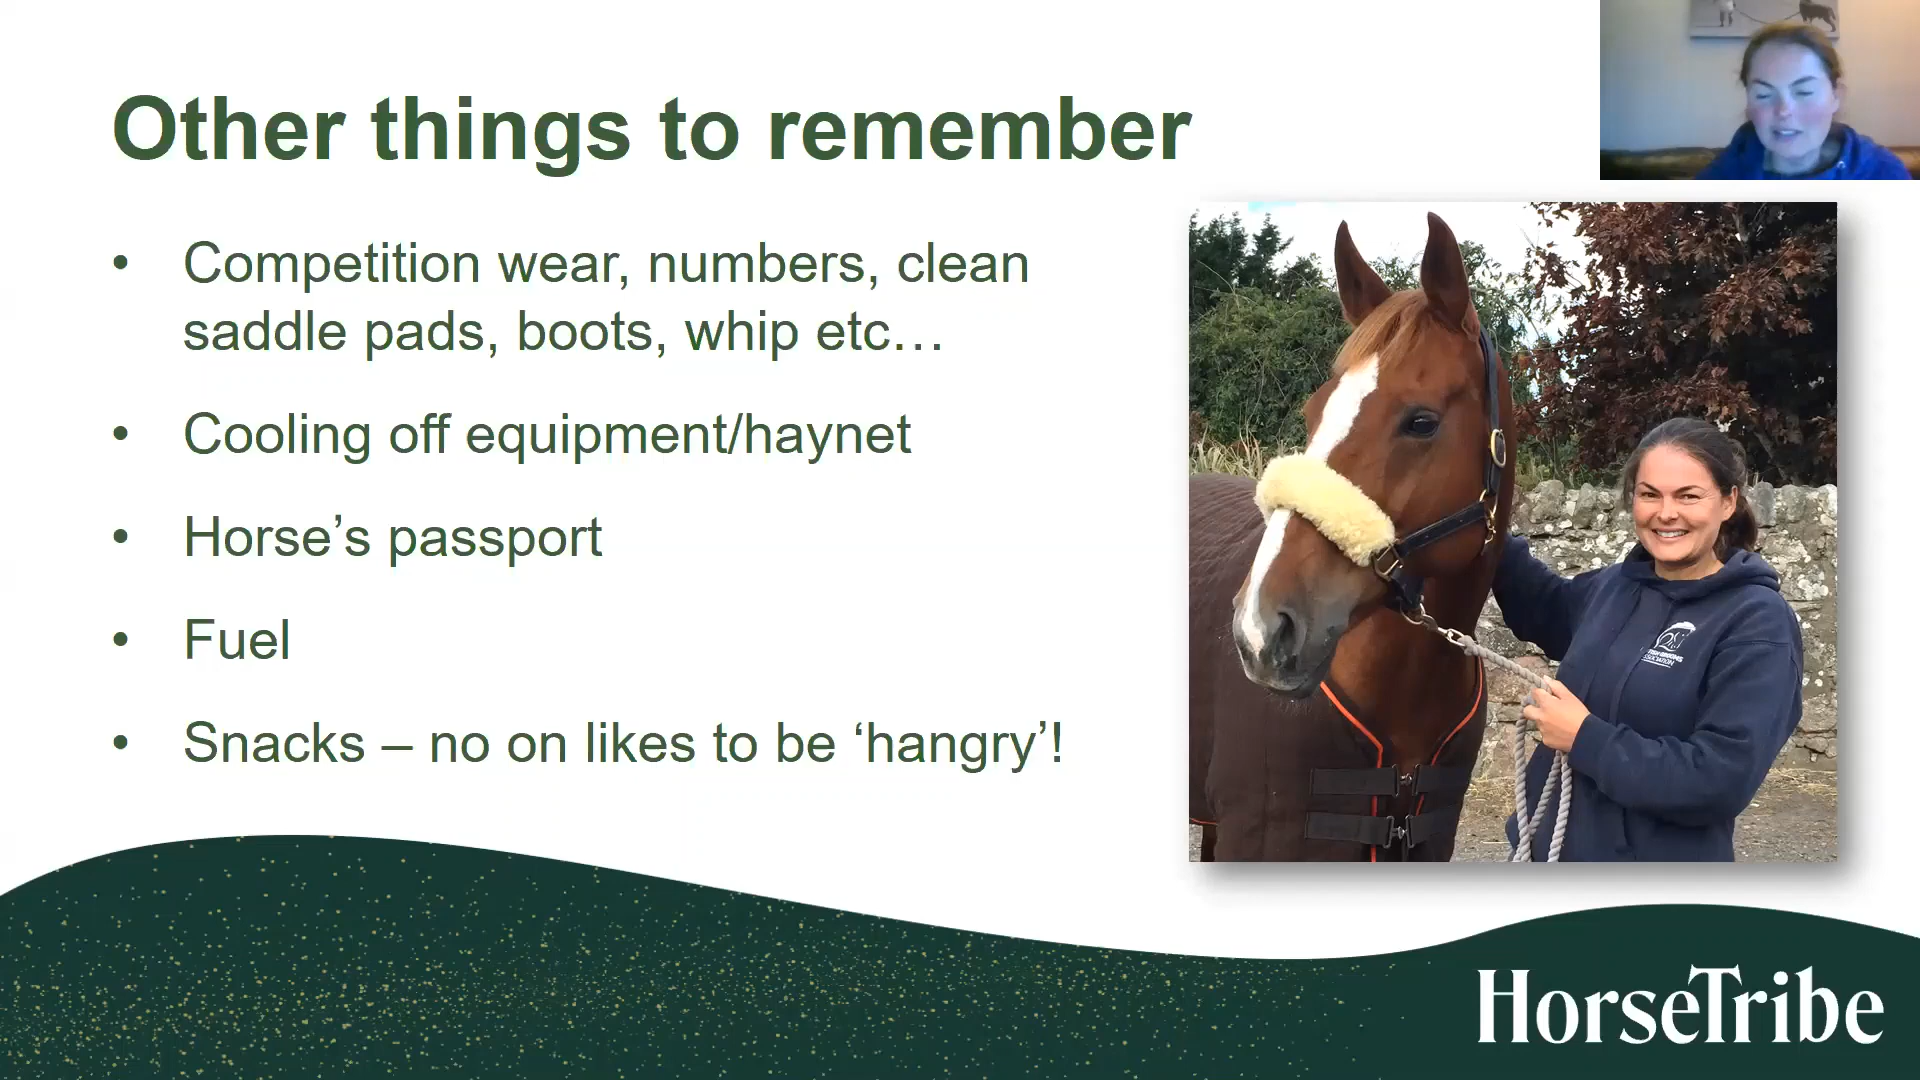 Other things to remember
• Competition wear, numbers, clean
saddle pads, boots, whip etc…
• Cooling off equipment/haynet
• Horse’s passport
• Fuel
• Snacks – no on likes to be ‘hangry’!
ASSOCIATION
HorseTribe